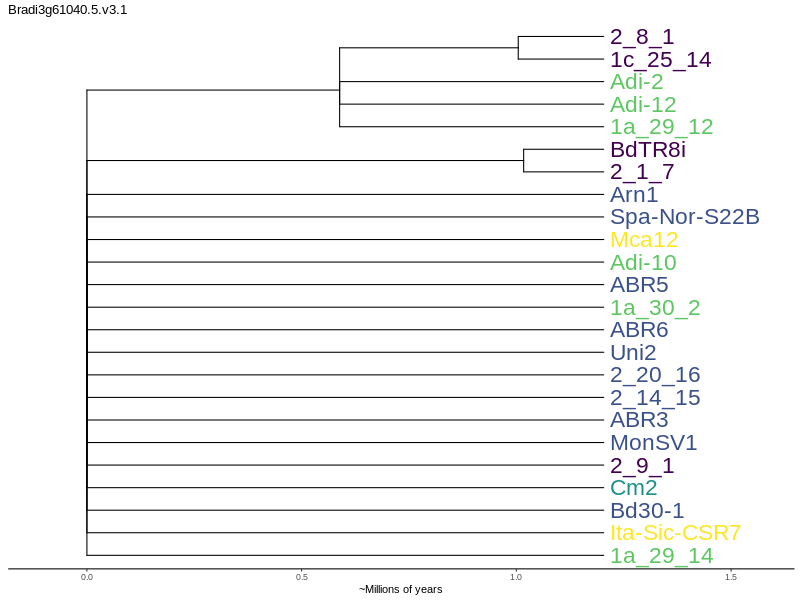 Bradi3g61040.5.v3.1
2_8_1
1c_25_14
Adi-2
Adi-12
1a_29_12
BdTR8i
2_1_7
Arn1
Spa-Nor-S22B
Mca12
Adi-10
ABR5
1a_30_2
ABR6
Uni2
2_20_16
2_14_15
ABR3
MonSV1
2_9_1
Cm2
Bd30-1
Ita-Sic-CSR7
1a_29_14
0.0 0.5 1.0 1.5
~Millions of years